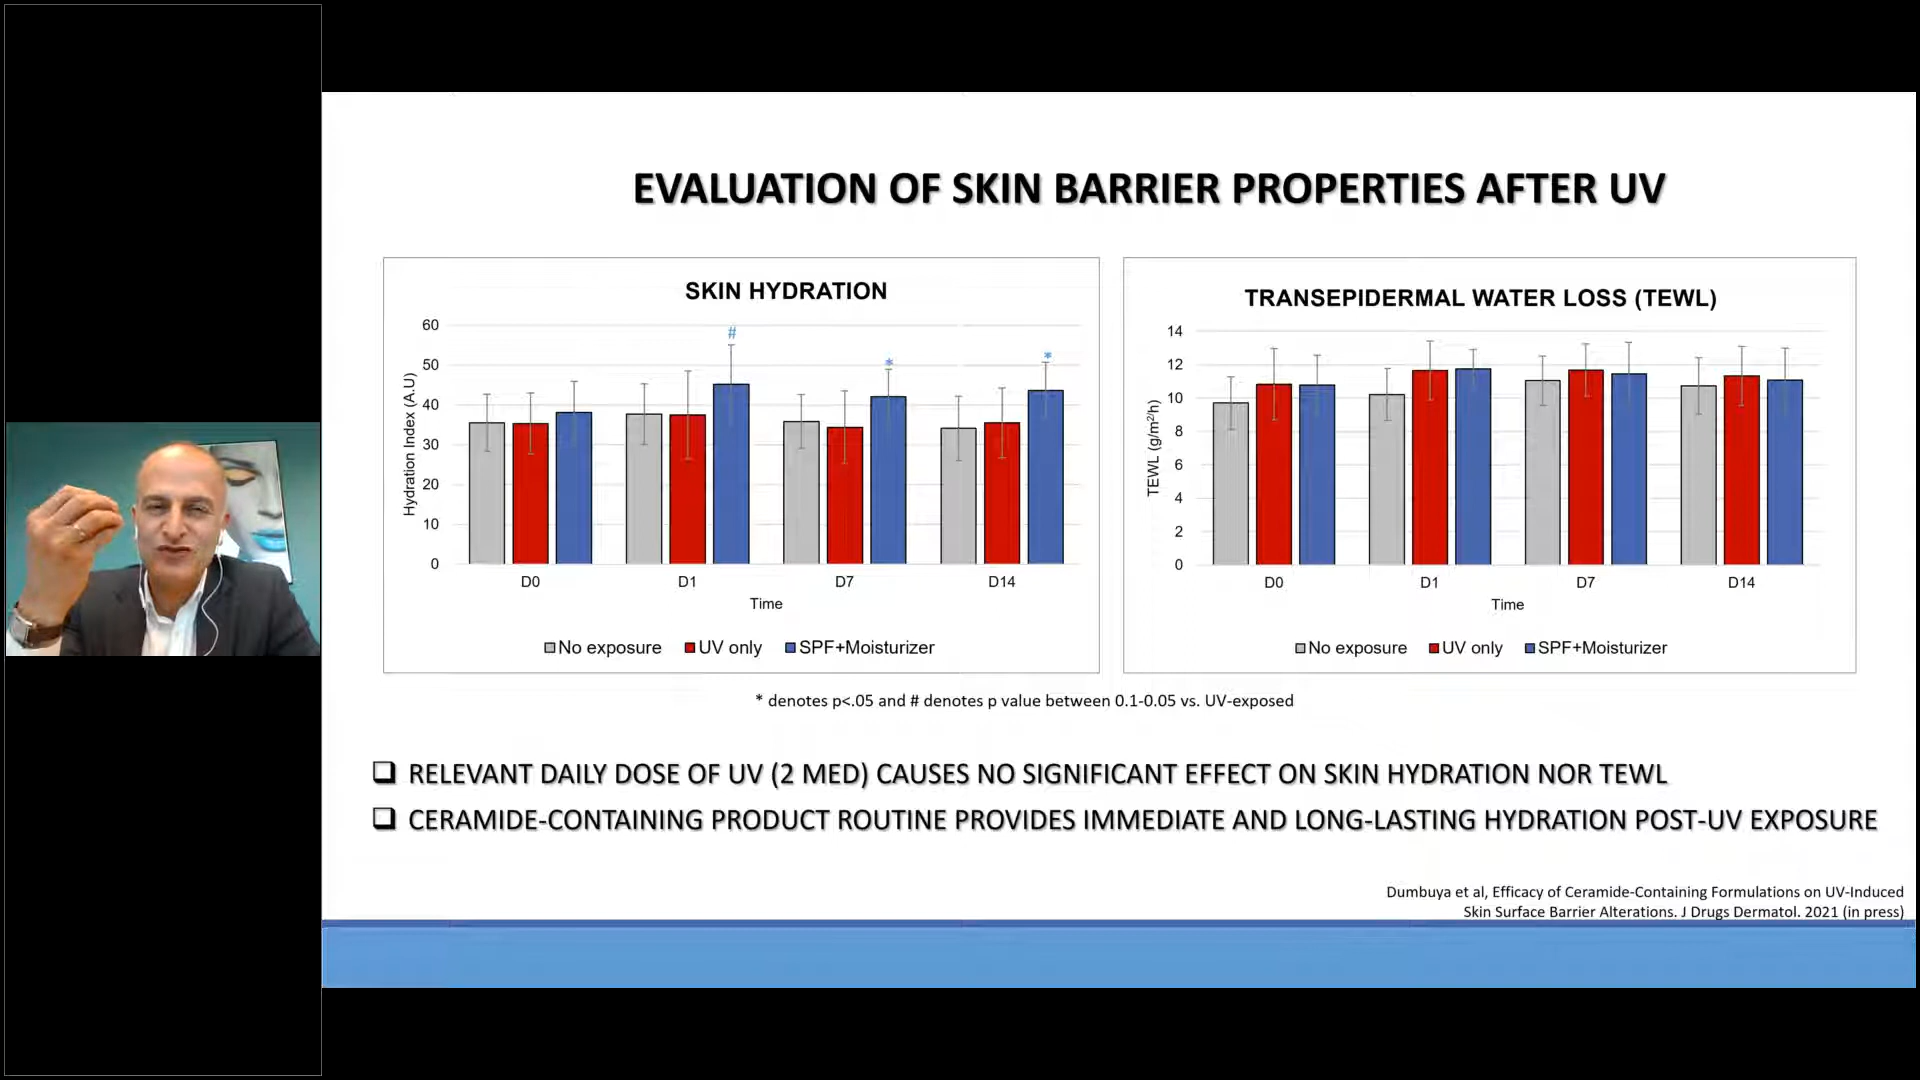 EVALUATION OF SKIN BARRIER PROPERTIES AFTER UV
SKIN HYDRATION
60
50
40
30
20
10
0
Hydration Index (A.U)
#
*
*
D0 D1 D7 D14
Time
No exposure UV only SPF+Moisturizer
TRANSEPIDERMAL WATER LOSS (TEWL)
14
12
10
8
6
4
2
0
TEWL (g/m²/h)
D0 D1 D7 D14
Time
No exposure UV only SPF+Moisturizer
* denotes p<.05 and # denotes p value between 0.1-0.05 vs. UV-exposed
RELEVANT DAILY DOSE OF UV (2 MED) CAUSES NO SIGNIFICANT EFFECT ON SKIN HYDRATION NOR TEWL
CERAMIDE-CONTAINING PRODUCT ROUTINE PROVIDES IMMEDIATE AND LONG-LASTING HYDRATION POST-UV EXPOSURE
Dumbuya et al, Efficacy of Ceramide-Containing Formulations on UV-Induced
Skin Surface Barrier Alterations. J Drugs Dermatol. 2021 (in press)